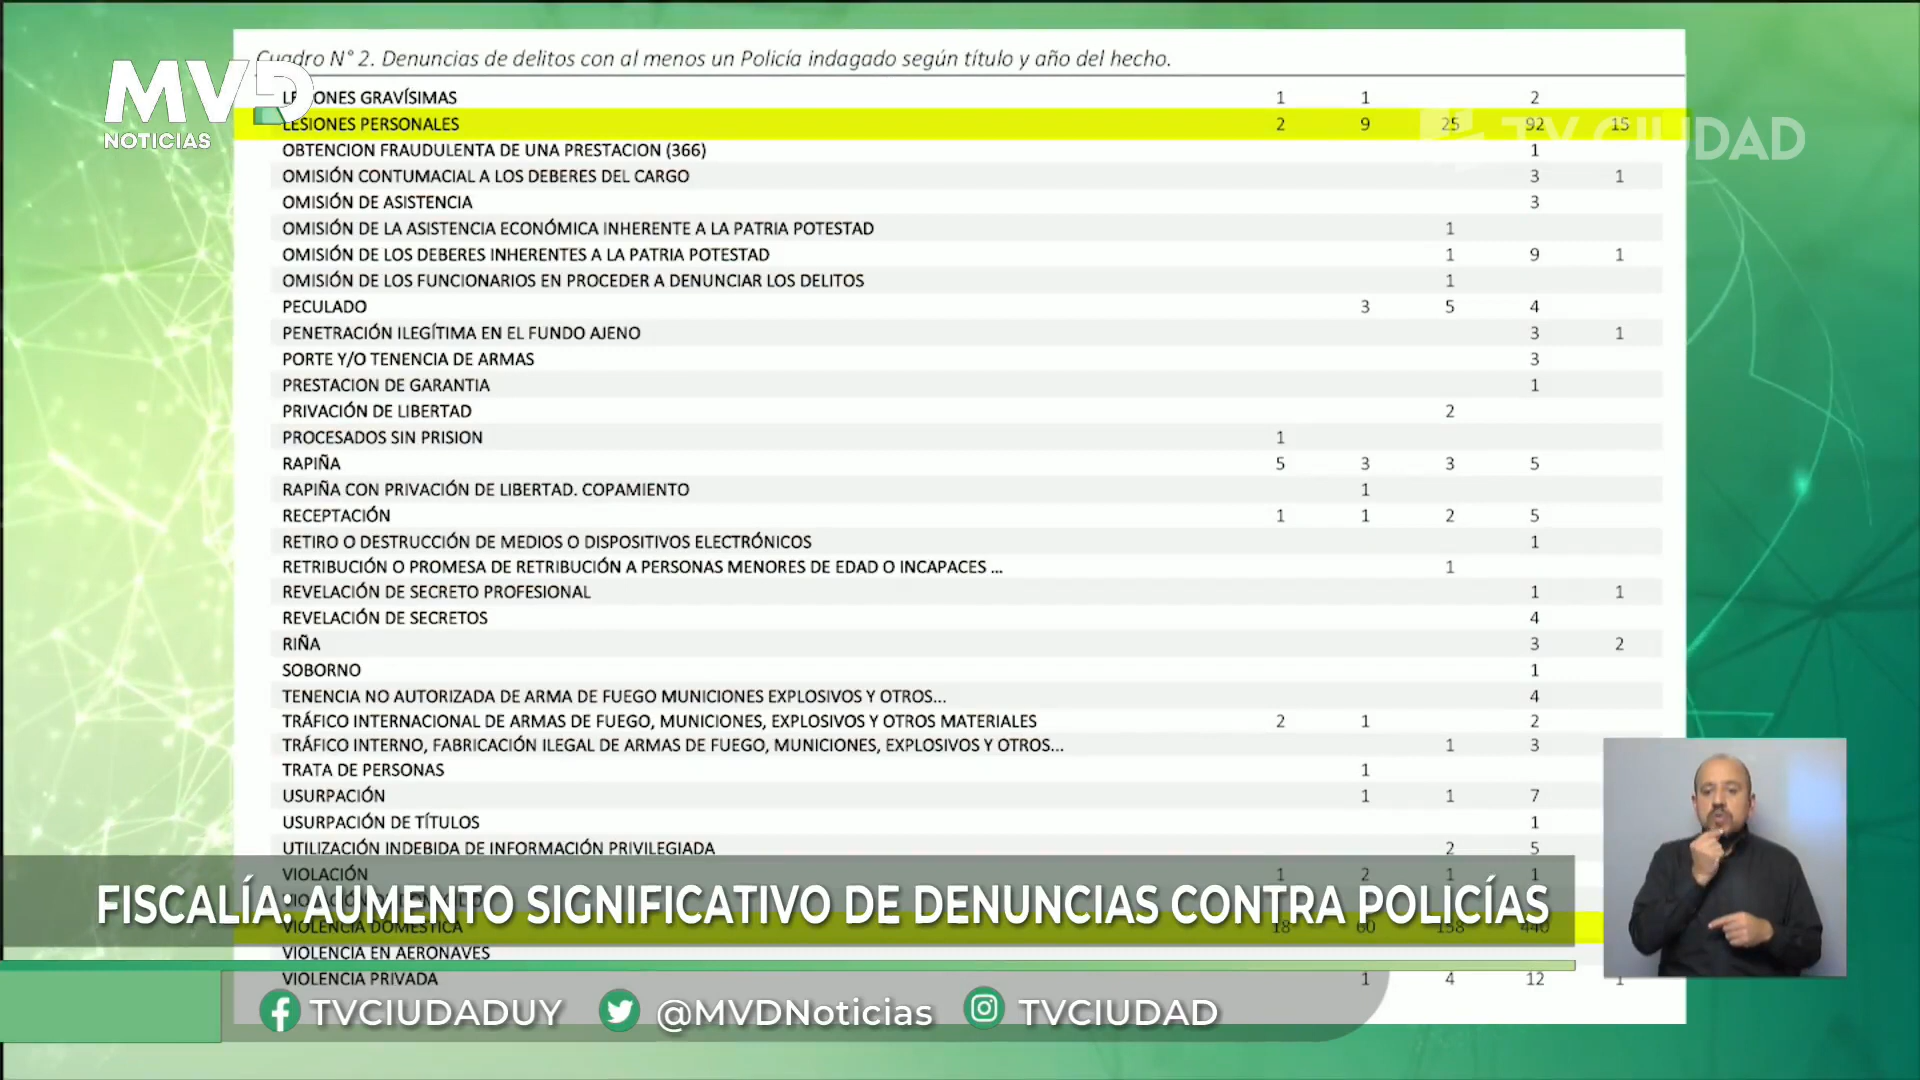 Cuadro N° 2. Denuncias de delitos con al menos un Policía indagado según título y año del hecho.
MVD
NOTICIAS
TV CIUDAD
LESIONES GRAVÍSIMAS 1 1 2
LESIONES PERSONALES 2 9 25 92 15
OBTENCION FRAUDULENTA DE UNA PRESTACION (366) 1
OMISIÓN CONTUMACIAL A LOS DEBERES DEL CARGO 3 1
OMISIÓN DE ASISTENCIA 3
OMISIÓN DE LA ASISTENCIA ECONÓMICA INHERENTE A LA PATRIA POTESTAD 1
OMISIÓN DE LOS DEBERES INHERENTES A LA PATRIA POTESTAD 1 9 1
OMISIÓN DE LOS FUNCIONARIOS EN PROCEDER A DENUNCIAR LOS DELITOS 1
PECULADO 3 5 4
PENETRACIÓN ILEGÍTIMA EN EL FUNDO AJENO 3 1
PORTE Y/O TENENCIA DE ARMAS 3
PRESTACION DE GARANTIA 1
PRIVACIÓN DE LIBERTAD 2
PROCESADOS SIN PRISION 1
RAPIÑA 5 3 3 5
RAPIÑA CON PRIVACIÓN DE LIBERTAD. COPAMIENTO 1
RECEPTACIÓN 1 1 2 5
RETIRO O DESTRUCCIÓN DE MEDIOS O DISPOSITIVOS ELECTRÓNICOS 1
RETRIBUCIÓN O PROMESA DE RETRIBUCIÓN A PERSONAS MENORES DE EDAD O INCAPACES ... 1
REVELACIÓN DE SECRETO PROFESIONAL 1 1
REVELACIÓN DE SECRETOS 4
RIÑA 3 2
SOBORNO 1
TENENCIA NO AUTORIZADA DE ARMA DE FUEGO MUNICIONES EXPLOSIVOS Y OTROS... 4
TRÁFICO INTERNACIONAL DE ARMAS DE FUEGO, MUNICIONES, EXPLOSIVOS Y OTROS MATERIALES 2 1 2
TRÁFICO INTERNO, FABRICACIÓN ILEGAL DE ARMAS DE FUEGO, MUNICIONES, EXPLOSIVOS Y OTROS... 1 3
TRATA DE PERSONAS 1
USURPACIÓN 1 1 7
USURPACIÓN DE TÍTULOS 1
UTILIZACIÓN INDEBIDA DE INFORMACIÓN PRIVILEGIADA 2 5
VIOLACIÓN 1 2 1 1
FISCALÍA: AUMENTO SIGNIFICATIVO DE DENUNCIAS CONTRA POLICÍAS
VIOLENCIA DOMÉSTICA 18 60 158 440
VIOLENCIA EN AERONAVES
VIOLENCIA PRIVADA 1 4 12 1
TVCIUDADUY @MVDNoticias TVCIUDAD